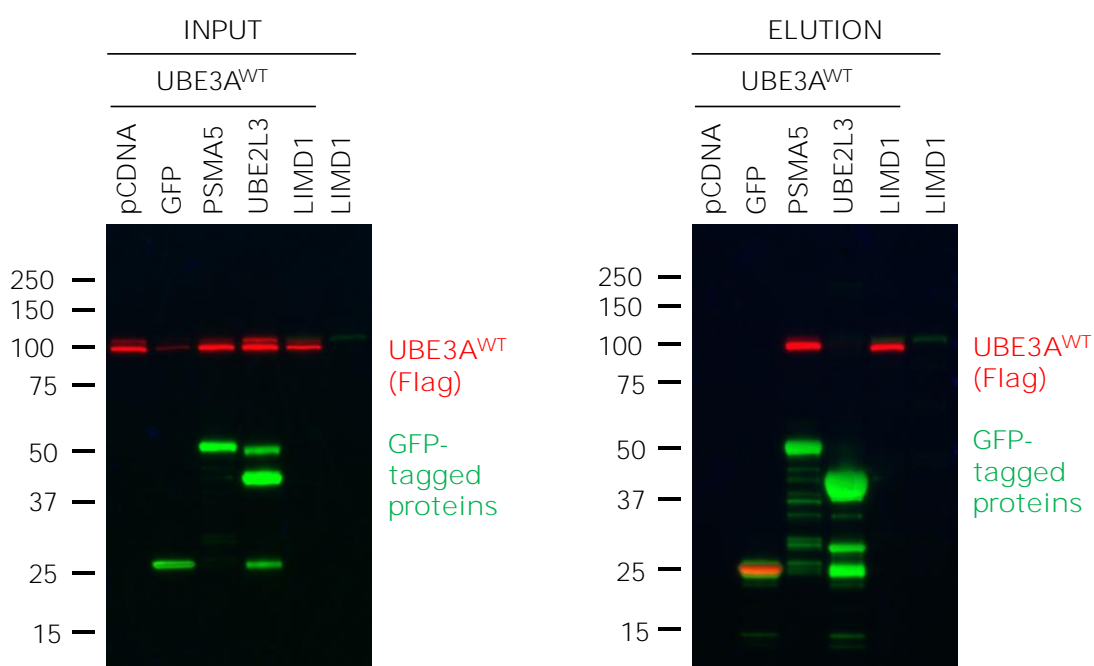 INPUT
UBE3AWT
pCDNA
GFP
PSMA5
UBE2L3
LIMD1
LIMD1
250
150
100
75
50
37
25
15
UBE3AWT
(Flag)
GFP-
tagged
proteins
ELUTION
UBE3AWT
pCDNA
GFP
PSMA5
UBE2L3
LIMD1
LIMD1
250
150
100
75
50
37
25
15
UBE3AWT
(Flag)
GFP-
tagged
proteins